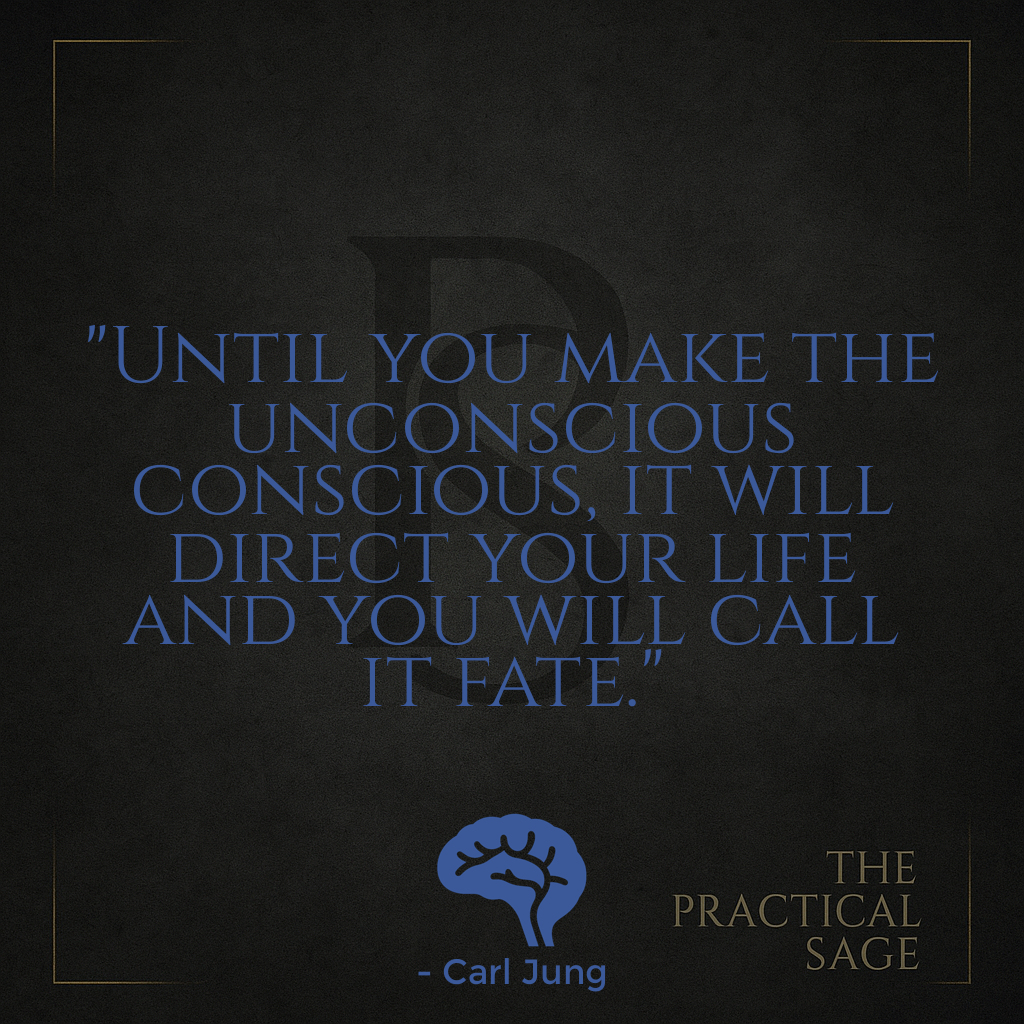 "Until you make the
unconscious
conscious, it will
direct your life
and you will call
it fate."
- Carl Jung
THE
PRACTICAL
SAGE
PS